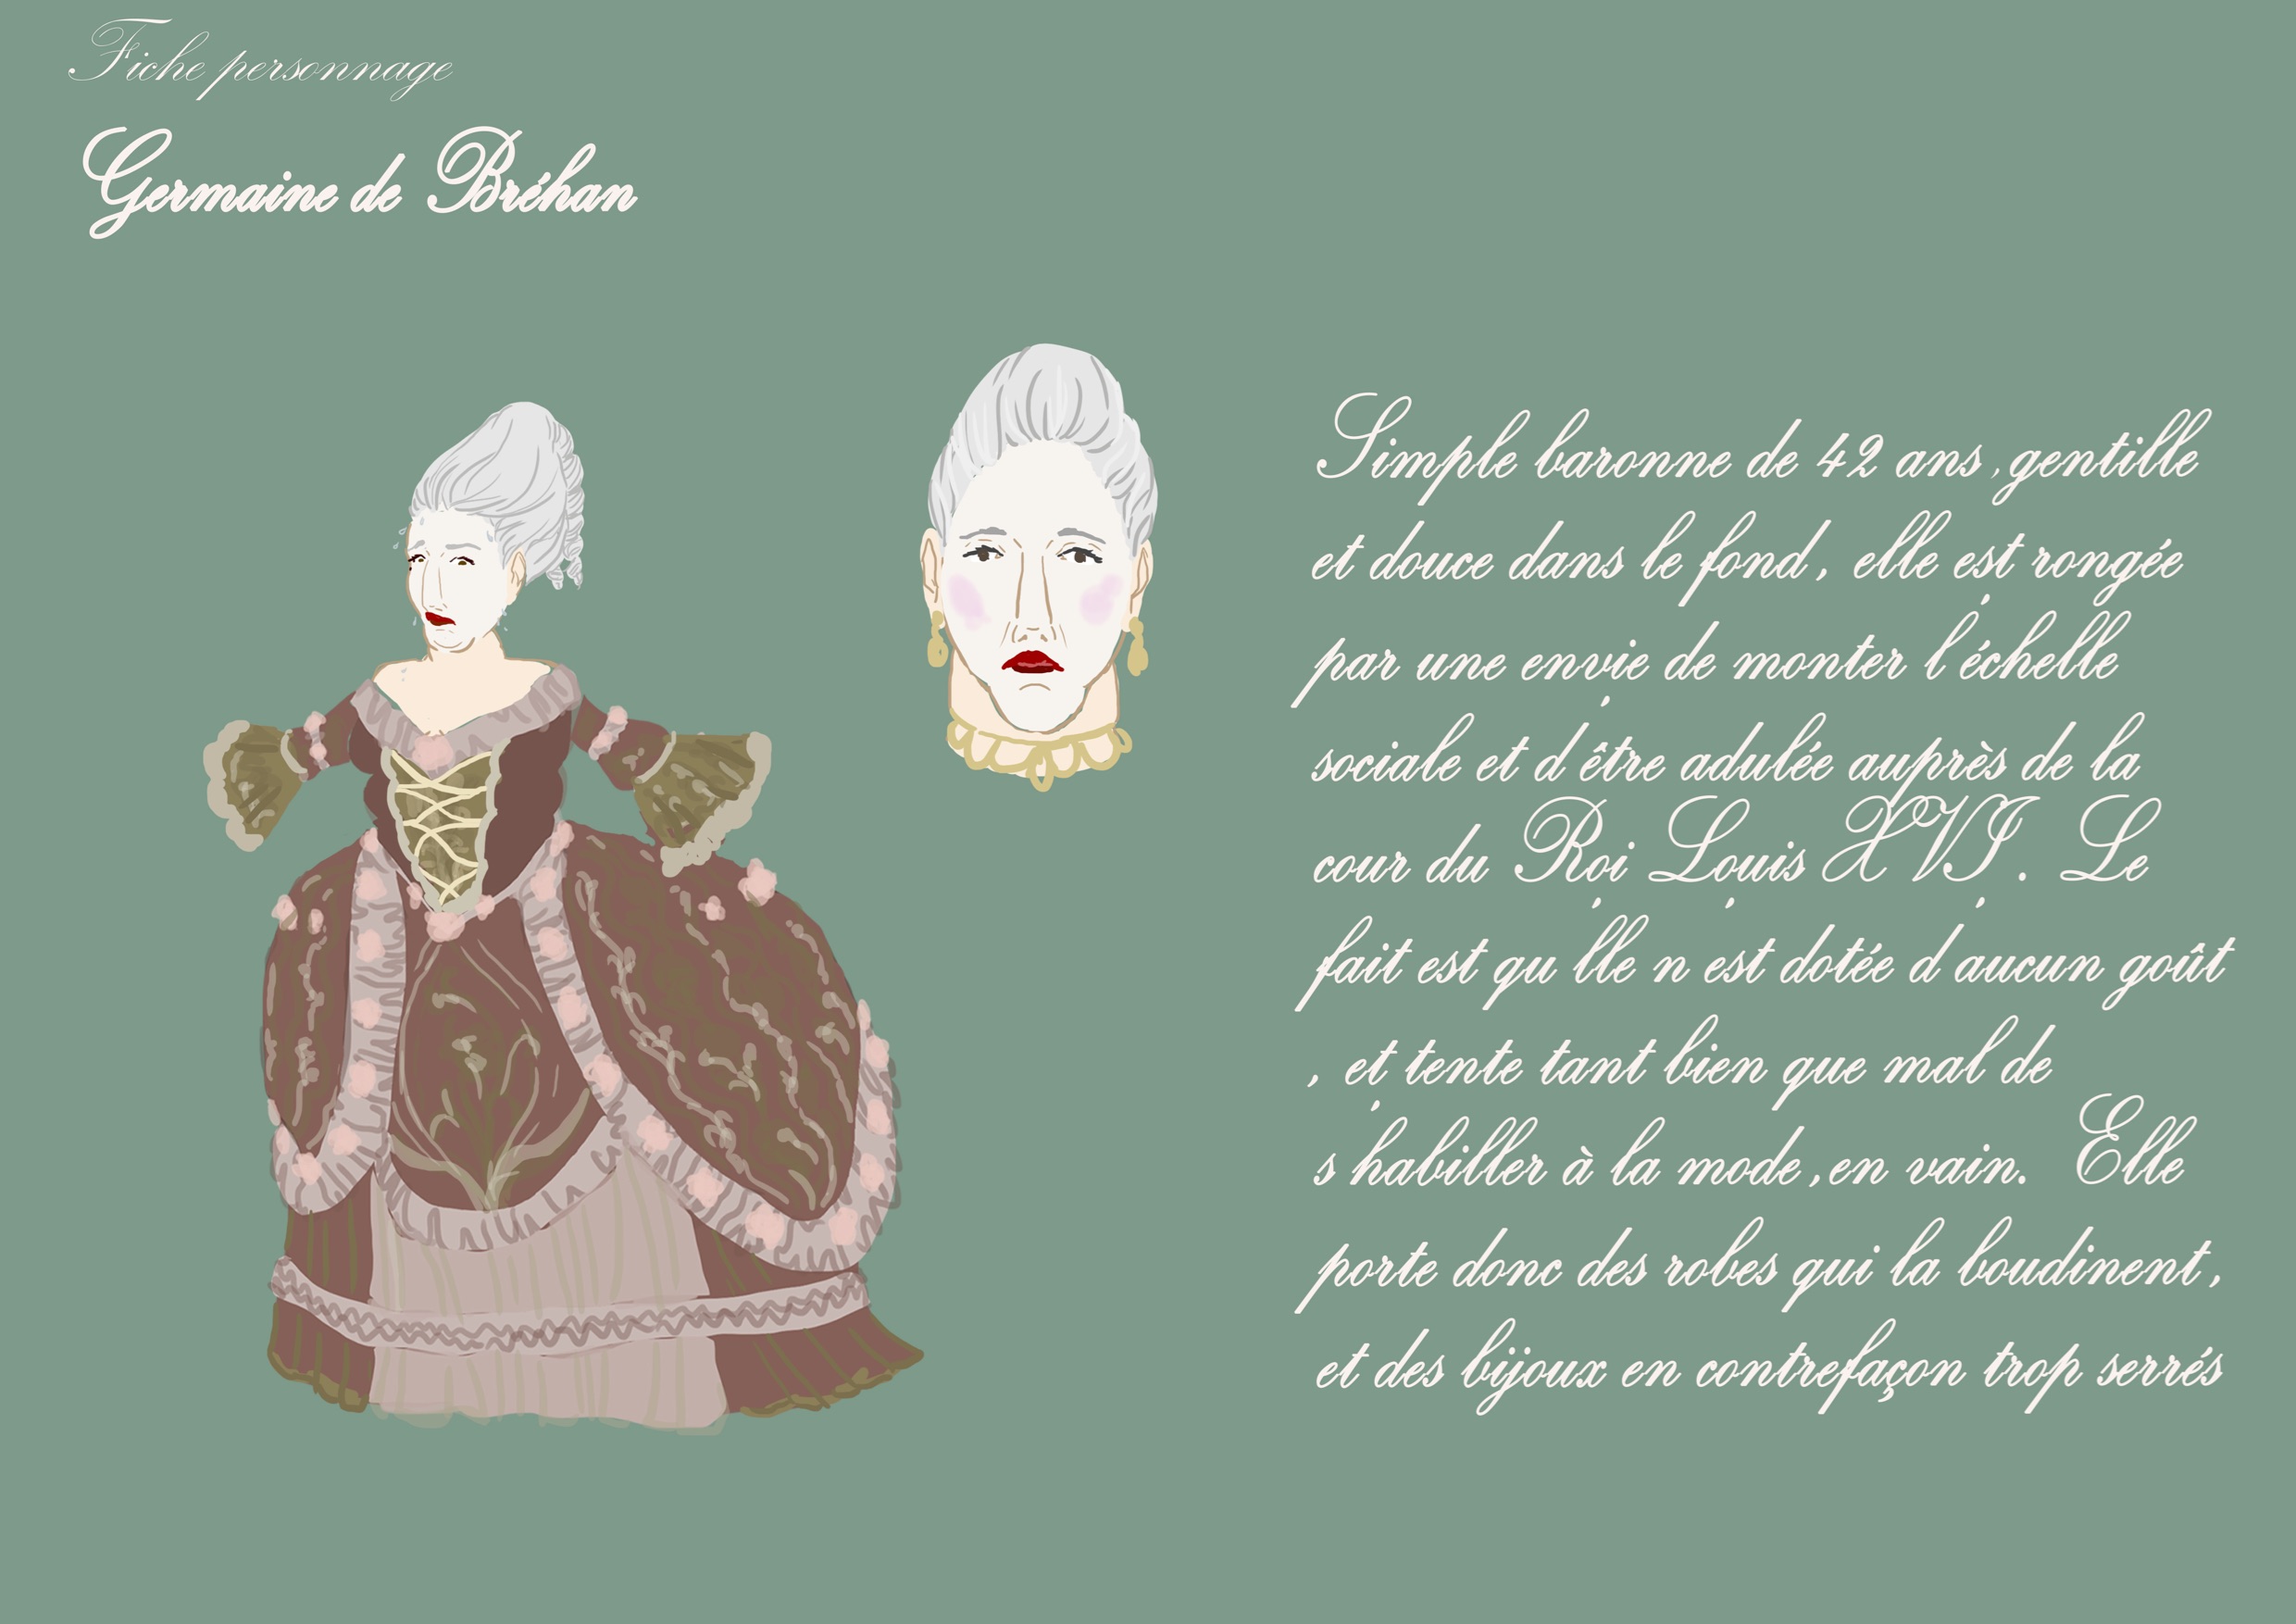 Fiche personnage
Germaine de Bréhan
Simple baronne de 42 ans ,gentille
et douce dans le fond, elle est rongée
par une envie de monter l'échelle
sociale et d'être adulée auprès de la
cour du Roi Louis XVI. Le
fait est qu'lle n'est dotée d'aucun goût
, et tente tant bien que mal de
s'habiller à la mode,en vain. Elle
porte donc des robes qui la boudinent,
et des bijoux en contrefaçon trop serrés